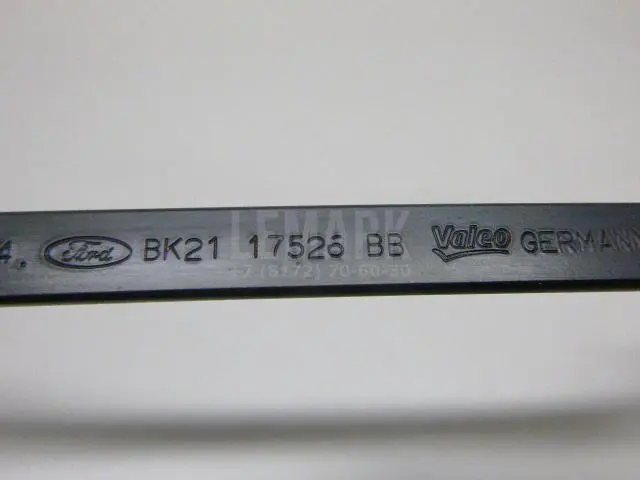 LEMARK
4. Ford BK21 17526 BB Valeo GERMANY
+7 (8172) 70-60-30